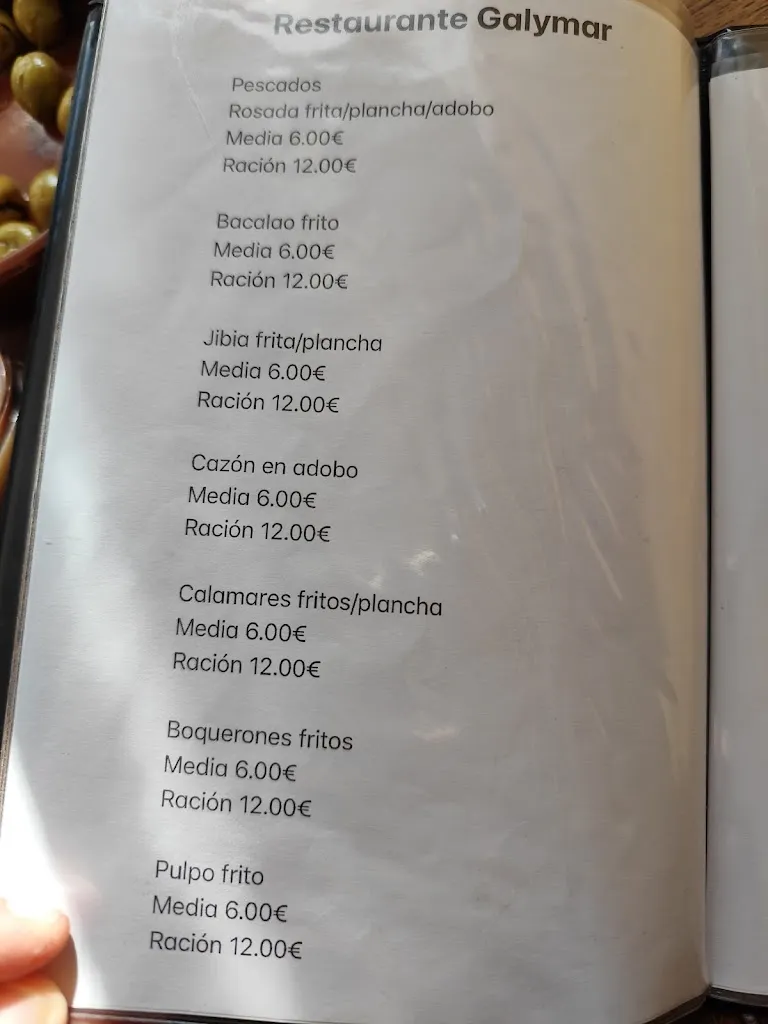 Restaurante Galymar
Pescados
Rosada frita/plancha/adobo
Media 6.00€
Ración 12.00€
Bacalao frito
Media 6.00€
Ración 12.00€
Jibia frita/plancha
Media 6.00€
Ración 12.00€
Cazón en adobo
Media 6.00€
Ración 12.00€
Calamares fritos/plancha
Media 6.00€
Ración 12.00€
Boquerones fritos
Media 6.00€
Ración 12.00€
Pulpo frito
Media 6.00€
Ración 12.00€